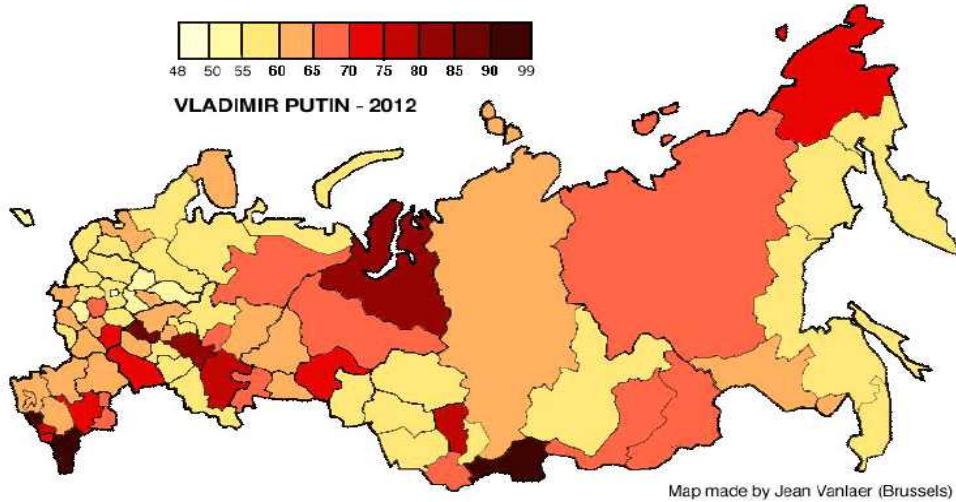 48 50 55 60 65 70 75 80 85 90 99
VLADIMIR PUTIN - 2012
Map made by Jean Vanlaer (Brussels)